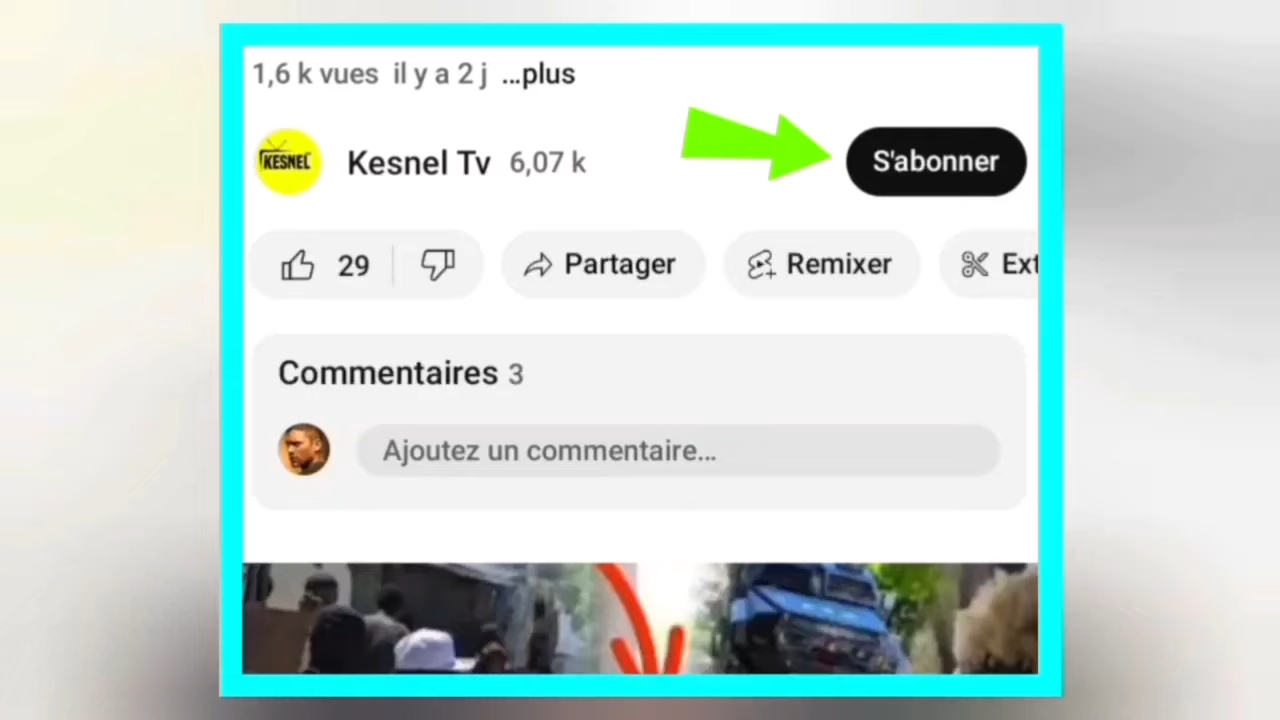 1,6 k vues il y a 2 j ...plus
KESNEL
Kesnel Tv 6,07 k
S'abonner
29
Partager
Remixer
Ext
Commentaires 3
Ajoutez un commentaire...